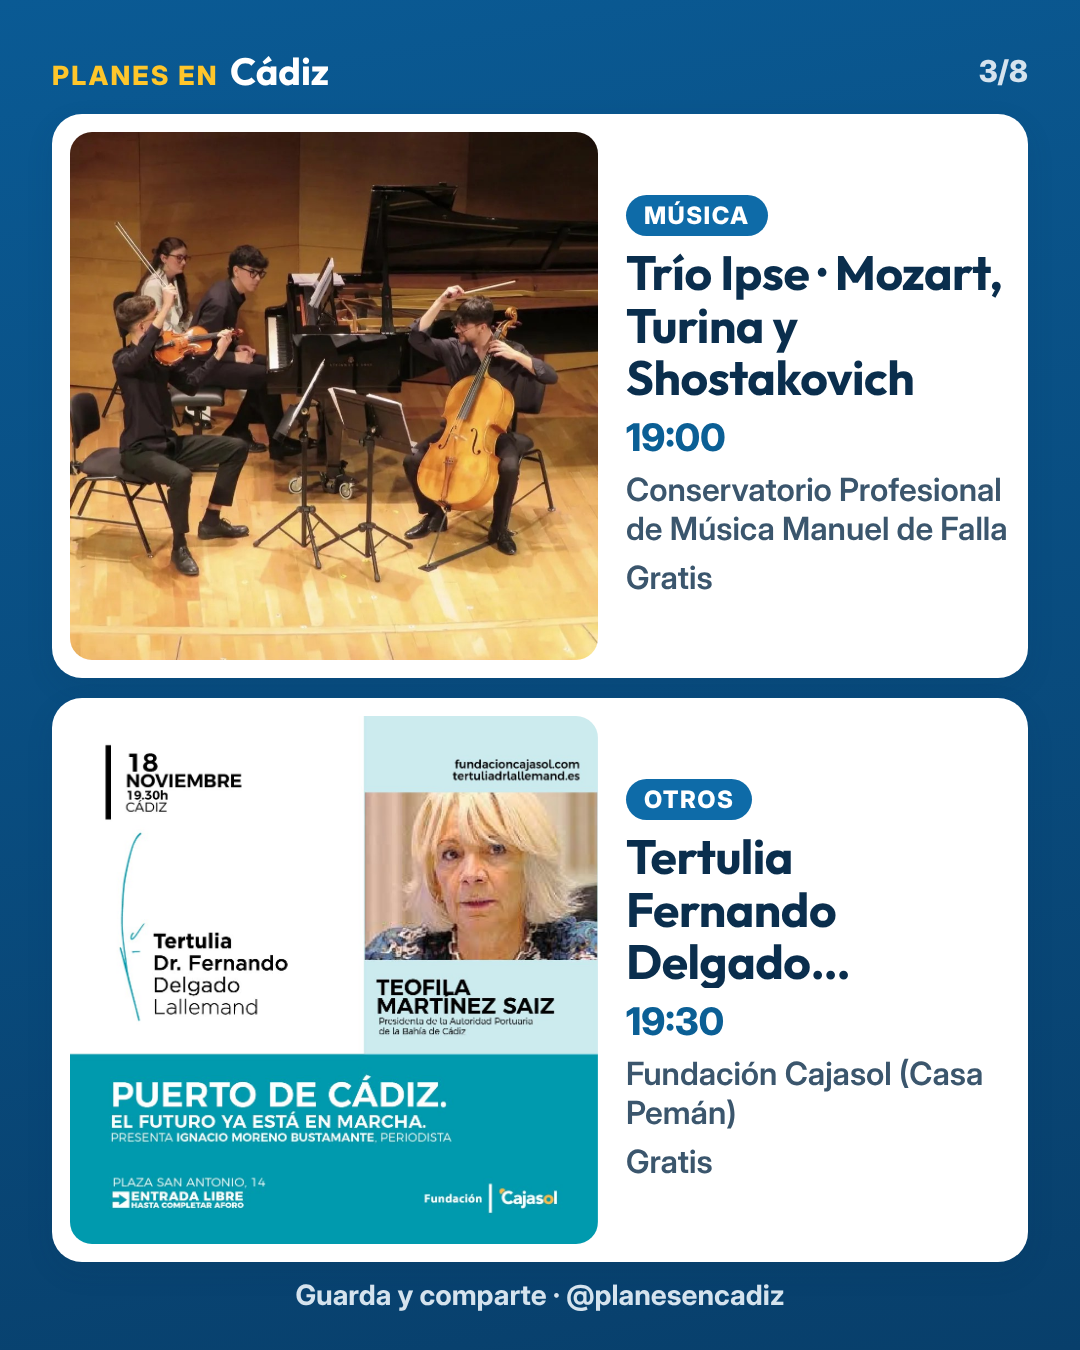 PLANES EN Cádiz
3/8
MÚSICA
Trío Ipse · Mozart,
Turina y
Shostakovich
19:00
Conservatorio Profesional
de Música Manuel de Falla
Gratis
18
NOVIEMBRE
19.30h
CÁDIZ
Tertulia
Dr. Fernando
Delgado
Lallemand
fundacioncajasol.com
tertuliadrlallemand.es
TEOFILA
MARTÍNEZ SAIZ
Presidenta de la Autoridad Portuaria
de la Bahía de Cádiz
PUERTO DE CÁDIZ.
EL FUTURO YA ESTÁ EN MARCHA.
PRESENTA IGNACIO MORENO BUSTAMANTE, PERIODISTA
PLAZA SAN ANTONIO, 14
ENTRADA LIBRE
HASTA COMPLETAR AFORO
Fundación Cajasol
OTROS
Tertulia
Fernando
Delgado...
19:30
Fundación Cajasol (Casa
Pemán)
Gratis
Guarda y comparte · @planesencadiz